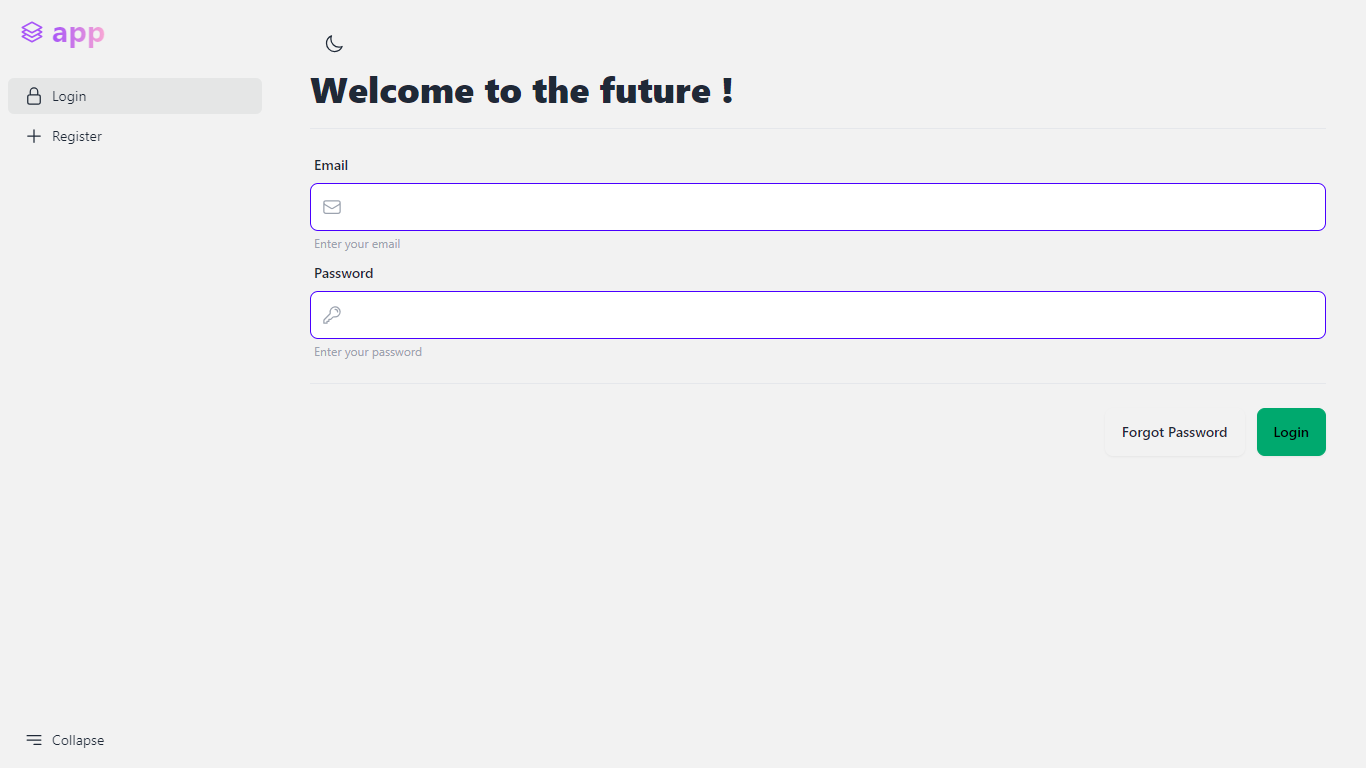 app
Login
Register
Collapse
Welcome to the future !
Email
Enter your email
Password
Enter your password
Forgot Password
Login